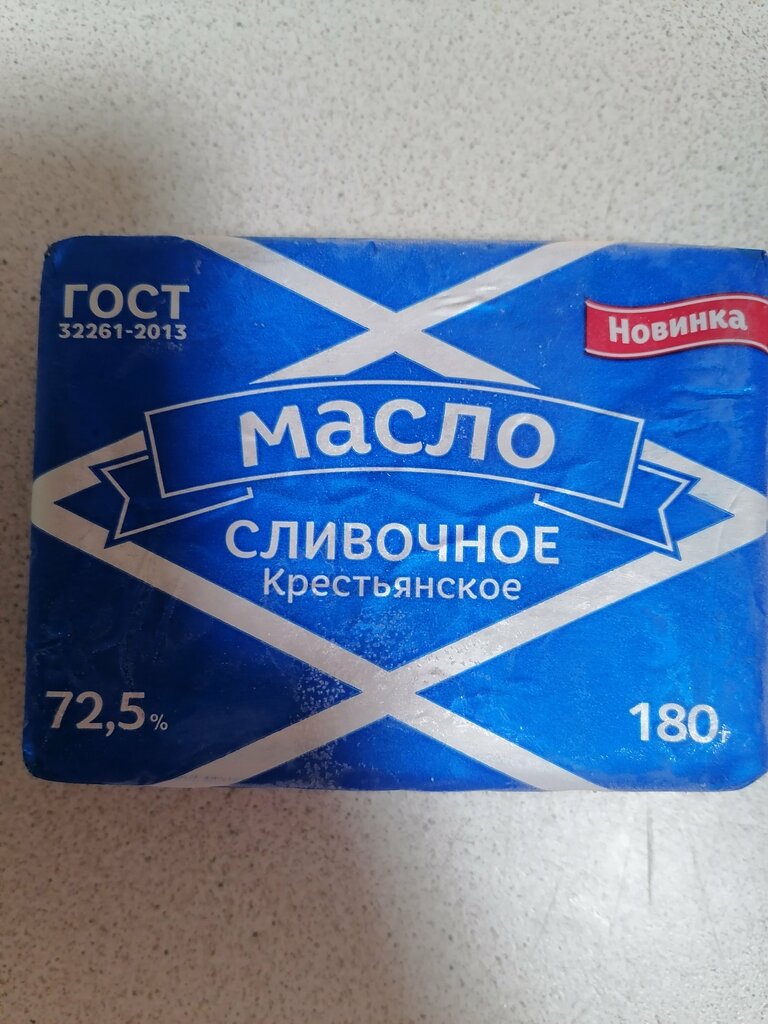 ГОСТ
32261-2013
Новинка
масло
сливочное
Крестьянское
72,5%
180г